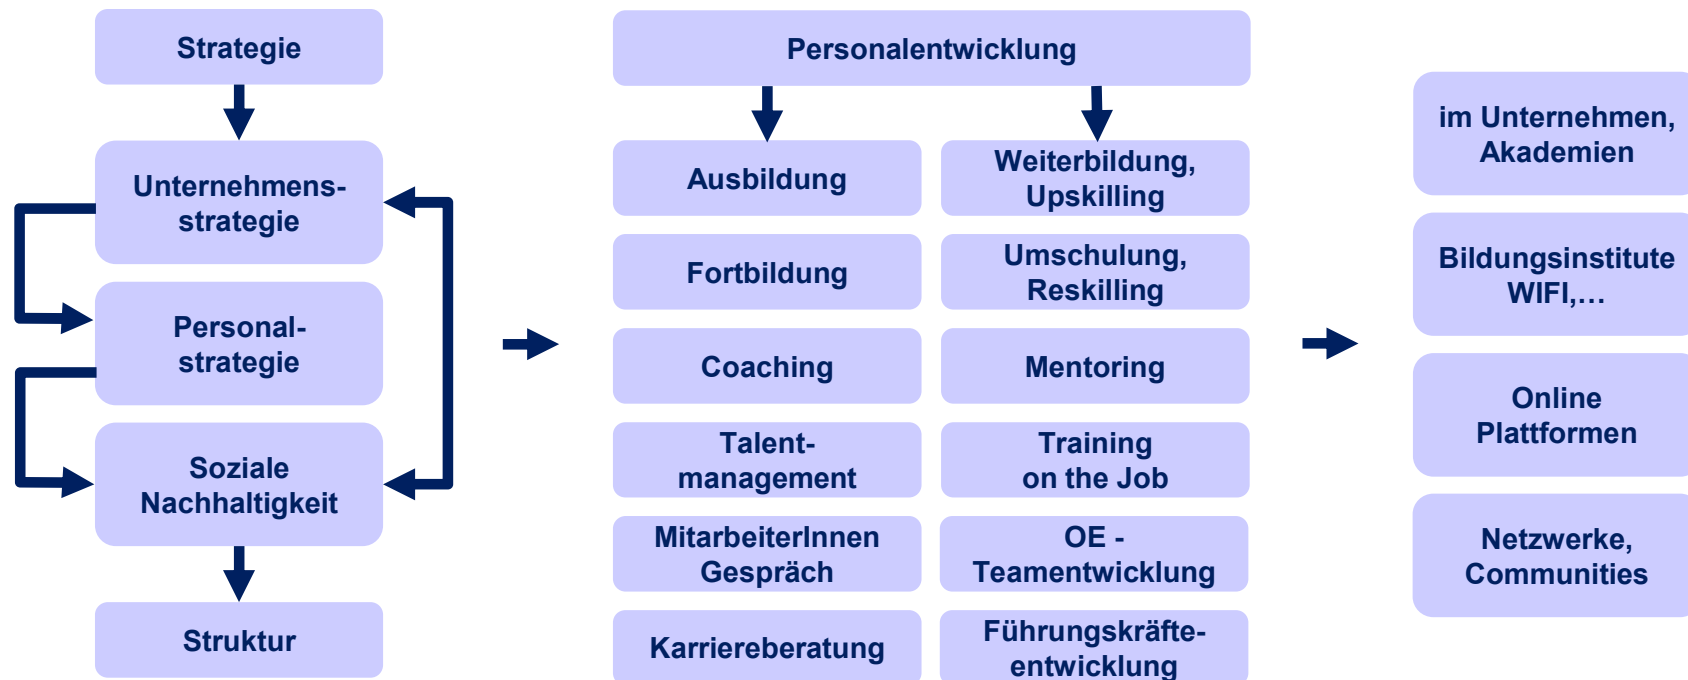 Strategie
Unternehmens-
strategie
Personal-
strategie
Soziale
Nachhaltigkeit
Struktur
Personalentwicklung
Ausbildung
Weiterbildung,
Upskilling
Fortbildung
Umschulung,
Reskilling
Coaching
Mentoring
Talent-
management
Training
on the Job
MitarbeiterInnen
Gespräch
OE -
Teamentwicklung
Karriereberatung
Führungskräfte-
entwicklung
im Unternehmen,
Akademien
Bildungsinstitute
WIFI,...
Online
Plattformen
Netzwerke,
Communities